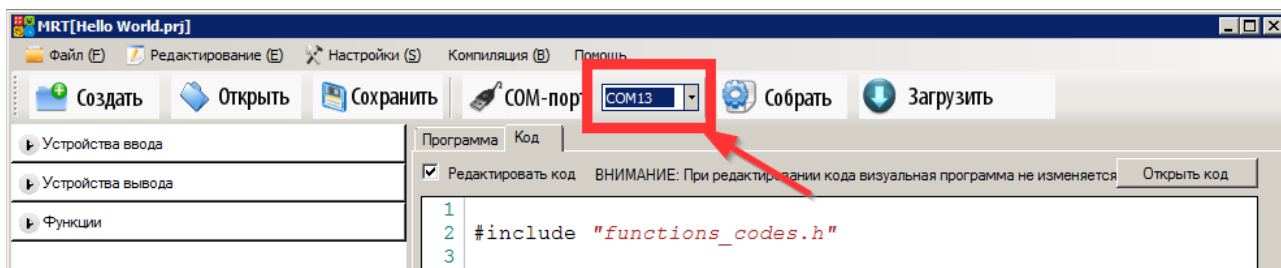 MRT[Hello World.prj]
Файл (F) Редактирование (E) Настройки (S) Компиляция (B) Помощь
Создать Открыть Сохранить COM-порт COM13 Собрать Загрузить
Устройства ввода
Устройства вывода
Функции
Программа Код
Редактировать код ВНИМАНИЕ: При редактировании кода визуальная программа не изменяется Открыть код
1
2 #include "functions_codes.h"
3